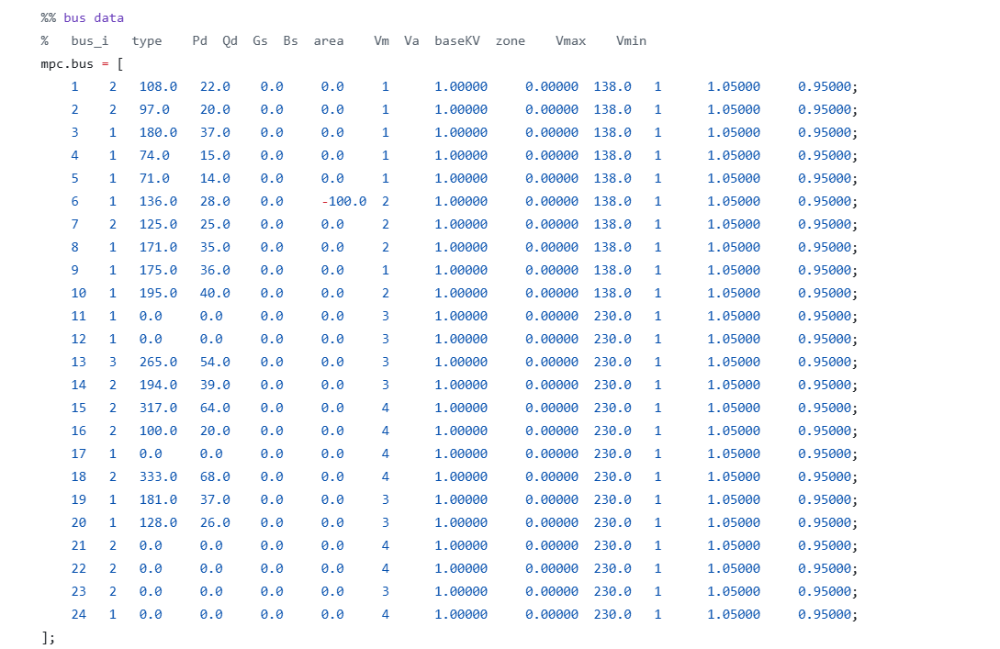 %% bus data
% bus_i type Pd Qd Gs Bs area Vm Va baseKV zone Vmax Vmin
mpc.bus = [
1 2 108.0 22.0 0.0 0.0 1 1.00000 0.00000 138.0 1 1.05000 0.95000;
2 2 97.0 20.0 0.0 0.0 1 1.00000 0.00000 138.0 1 1.05000 0.95000;
3 1 180.0 37.0 0.0 0.0 1 1.00000 0.00000 138.0 1 1.05000 0.95000;
4 1 74.0 15.0 0.0 0.0 1 1.00000 0.00000 138.0 1 1.05000 0.95000;
5 1 71.0 14.0 0.0 0.0 1 1.00000 0.00000 138.0 1 1.05000 0.95000;
6 1 136.0 28.0 0.0 -100.0 2 1.00000 0.00000 138.0 1 1.05000 0.95000;
7 2 125.0 25.0 0.0 0.0 2 1.00000 0.00000 138.0 1 1.05000 0.95000;
8 1 171.0 35.0 0.0 0.0 2 1.00000 0.00000 138.0 1 1.05000 0.95000;
9 1 175.0 36.0 0.0 0.0 1 1.00000 0.00000 138.0 1 1.05000 0.95000;
10 1 195.0 40.0 0.0 0.0 2 1.00000 0.00000 138.0 1 1.05000 0.95000;
11 1 0.0 0.0 0.0 0.0 3 1.00000 0.00000 230.0 1 1.05000 0.95000;
12 1 0.0 0.0 0.0 0.0 3 1.00000 0.00000 230.0 1 1.05000 0.95000;
13 3 265.0 54.0 0.0 0.0 3 1.00000 0.00000 230.0 1 1.05000 0.95000;
14 2 194.0 39.0 0.0 0.0 3 1.00000 0.00000 230.0 1 1.05000 0.95000;
15 2 317.0 64.0 0.0 0.0 4 1.00000 0.00000 230.0 1 1.05000 0.95000;
16 2 100.0 20.0 0.0 0.0 4 1.00000 0.00000 230.0 1 1.05000 0.95000;
17 1 0.0 0.0 0.0 0.0 4 1.00000 0.00000 230.0 1 1.05000 0.95000;
18 2 333.0 68.0 0.0 0.0 4 1.00000 0.00000 230.0 1 1.05000 0.95000;
19 1 181.0 37.0 0.0 0.0 3 1.00000 0.00000 230.0 1 1.05000 0.95000;
20 1 128.0 26.0 0.0 0.0 3 1.00000 0.00000 230.0 1 1.05000 0.95000;
21 2 0.0 0.0 0.0 0.0 4 1.00000 0.00000 230.0 1 1.05000 0.95000;
22 2 0.0 0.0 0.0 0.0 4 1.00000 0.00000 230.0 1 1.05000 0.95000;
23 2 0.0 0.0 0.0 0.0 3 1.00000 0.00000 230.0 1 1.05000 0.95000;
24 1 0.0 0.0 0.0 0.0 4 1.00000 0.00000 230.0 1 1.05000 0.95000;
];